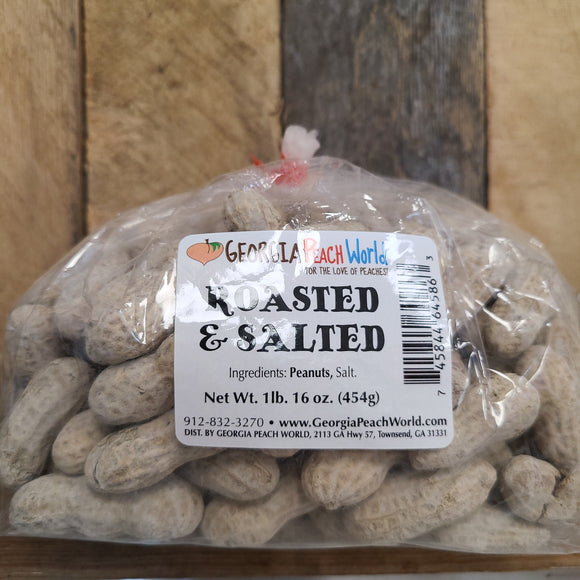 GEORGIA PEACH WORLD
FOR THE LOVE OF PEACHES!
ROASTED
& SALTED
Ingredients: Peanuts, Salt.
Net Wt. 1lb. 16 oz. (454g)
912-832-3270 • www.GeorgiaPeachWorld.com
DIST. BY GEORGIA PEACH WORLD, 2113 GA Hwy 57, Townsend, GA 31331
7 45844 64586 3